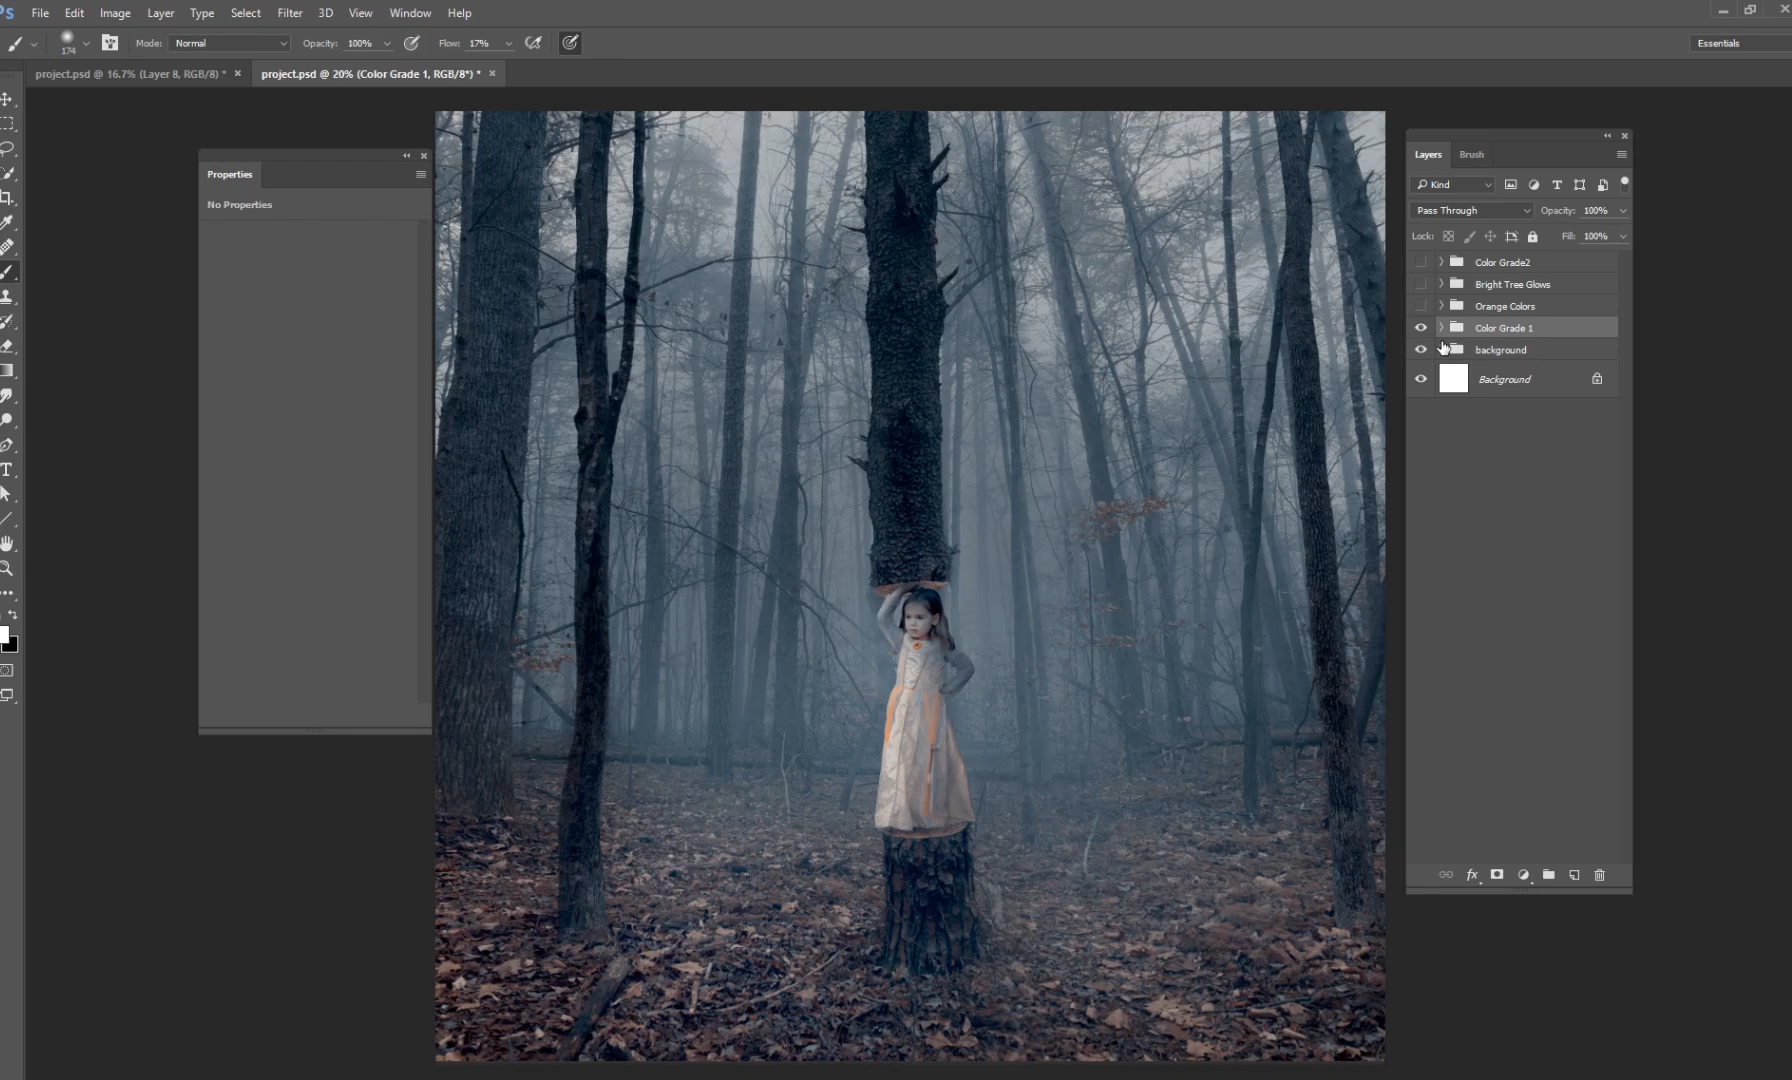 Ps File Edit Image Layer Type Select Filter 3D View Window Help
174 Mode: Normal Opacity: 100% Flow: 17% Essentials
project.psd @ 16.7% (Layer 8, RGB/8) * project.psd @ 20% (Color Grade 1, RGB/8*) *
Properties
No Properties
Layers Brush
Kind
Pass Through Opacity: 100%
Lock: Fill: 100%
Color Grade2
Bright Tree Glows
Orange Colors
Color Grade 1
background
Background
fx